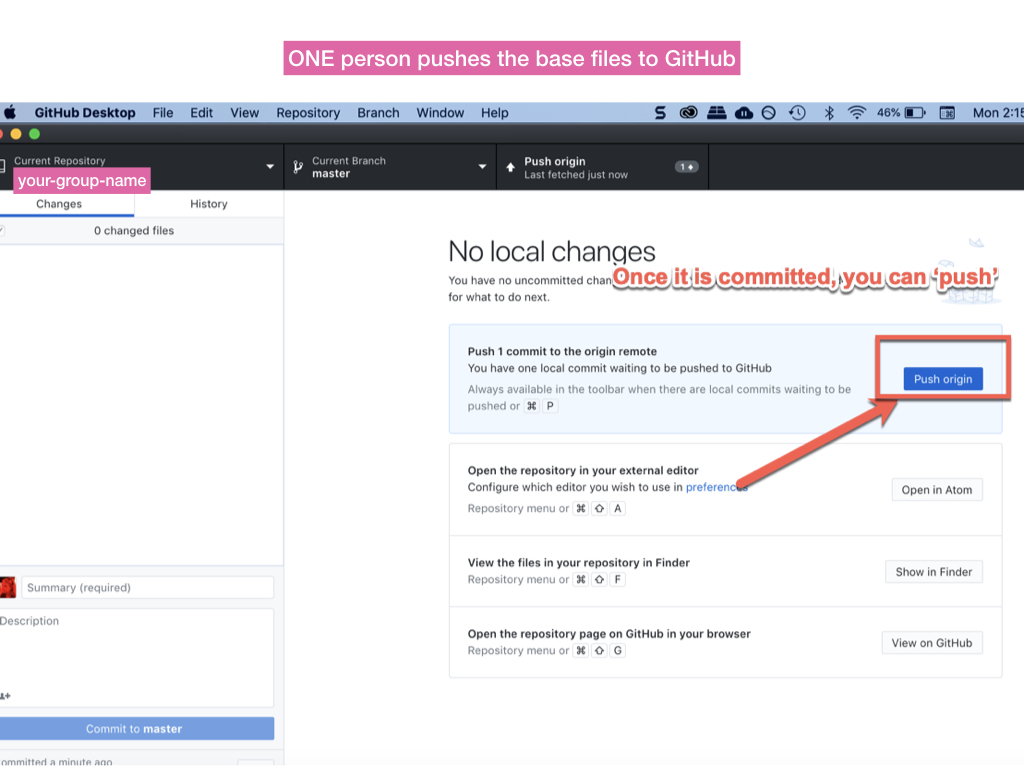 ONE person pushes the base files to GitHub
GitHub Desktop File Edit View Repository Branch Window Help 46% Mon 2:15
Current Repository
your-group-name
Current Branch
master
Push origin
Last fetched just now
1
Changes History
0 changed files
No local changes
You have no uncommitted
Once it is committed, you can ‘push’
for what to do next.
Push 1 commit to the origin remote
You have one local commit waiting to be pushed to GitHub
Always available in the toolbar when there are local commits waiting to be
pushed or ⌘ P
Push origin
Open the repository in your external editor
Configure which editor you wish to use in preferences
Repository menu or ⌘ ⇧ A
Open in Atom
View the files in your repository in Finder
Repository menu or ⌘ ⇧ F
Show in Finder
Open the repository page on GitHub in your browser
Repository menu or ⌘ ⇧ G
View on GitHub
Summary (required)
Description
Commit to master
ommitted a minute ago